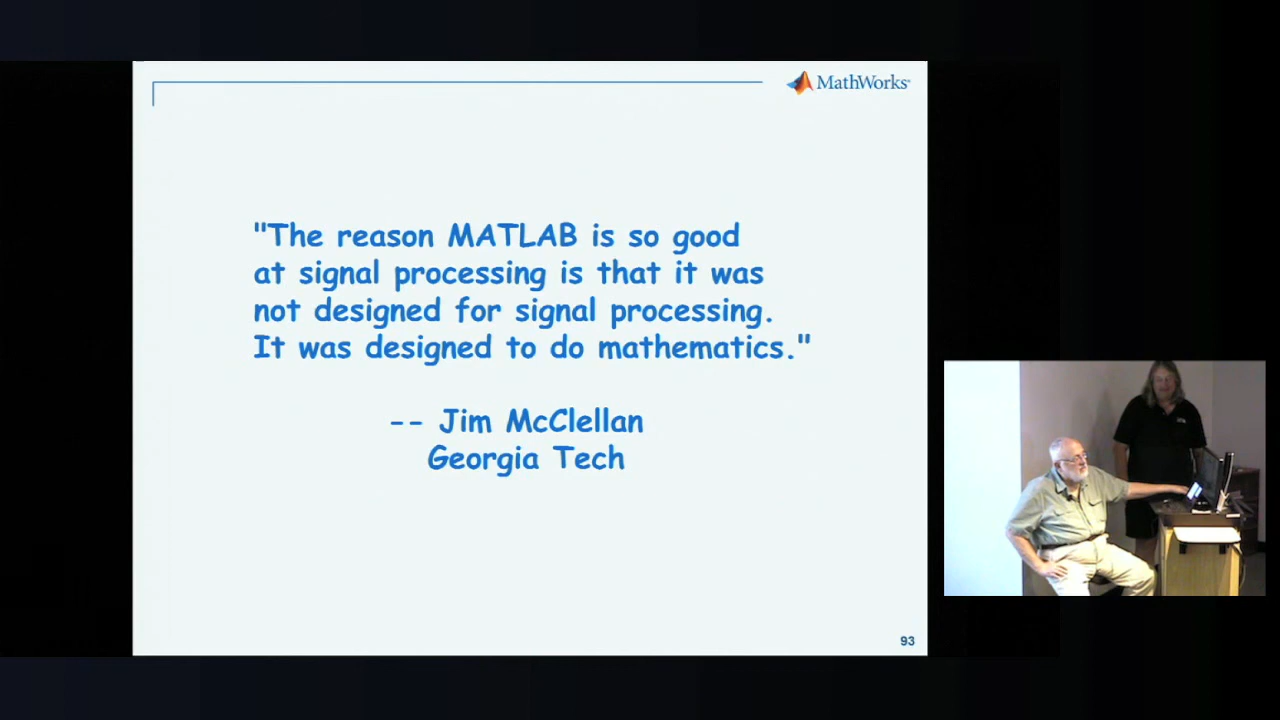 MathWorks
"The reason MATLAB is so good
at signal processing is that it was
not designed for signal processing.
It was designed to do mathematics."
-- Jim McClellan
Georgia Tech
93